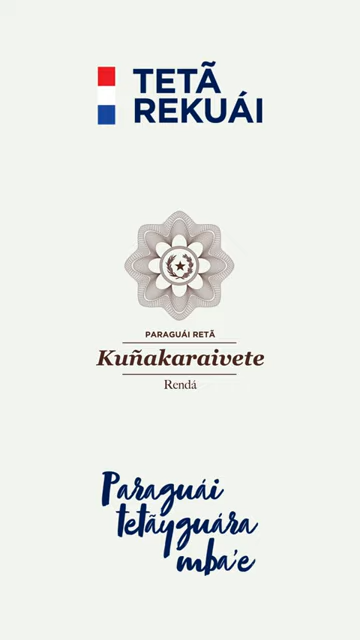 TETÃ
REKUÁI
PARAGUÁI RETÃ
Kuñakaraivete
Rendá
Paraguái
tetãyguára
mba'e